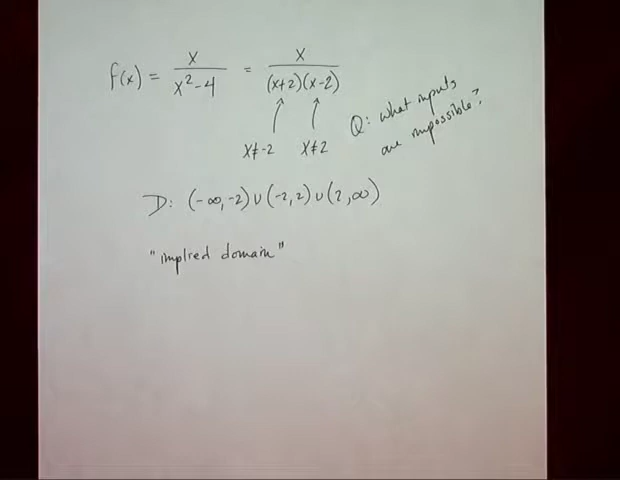 f(x) = x / x²-4 = x / (x+2)(x-2)
x≠-2 x≠2
Q: what inputs
are impossible?
D: (-∞,-2)∪(-2,2)∪(2,∞)
"implied domain"